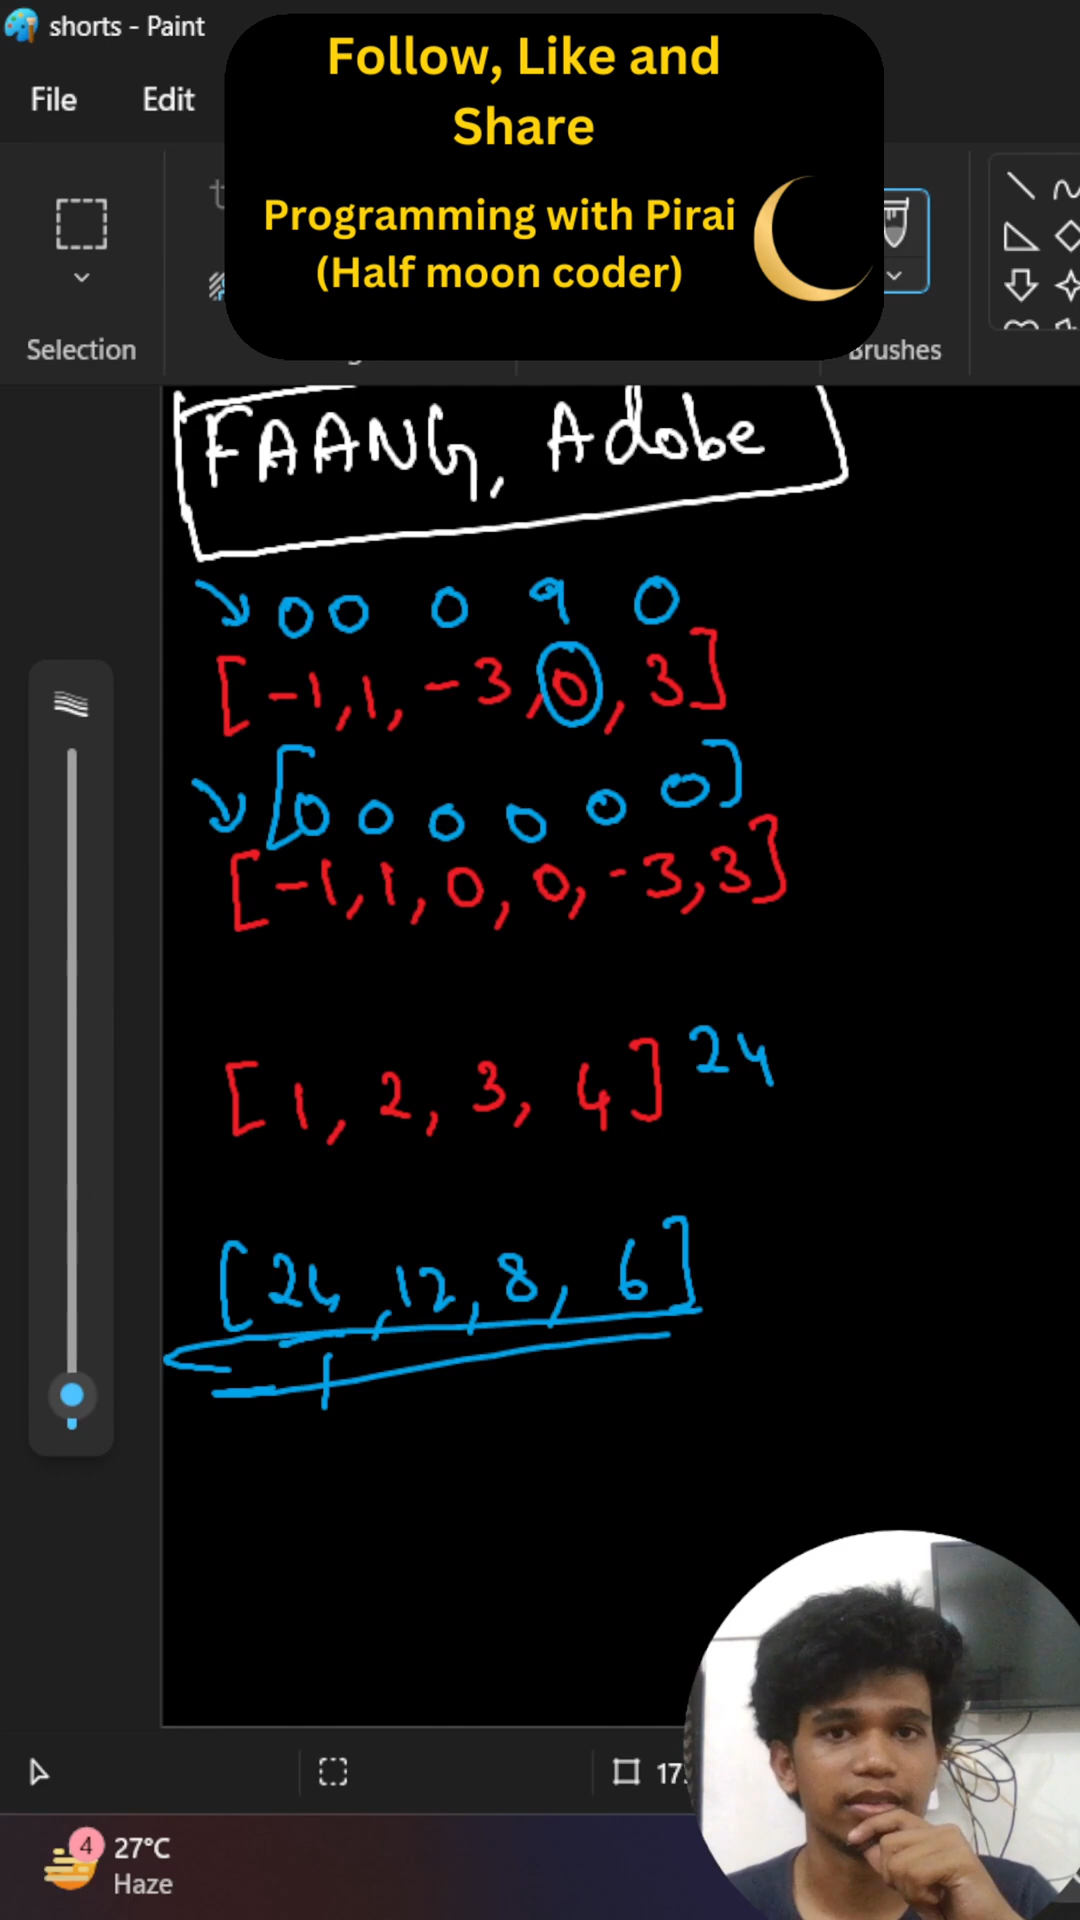 shorts - Paint
File Edit
Follow, Like and
Share
Programming with Pirai
(Half moon coder)
Selection
Brushes
FAANG, Adobe
0 0 0 9 0
[-1, 1, -3, 0, 3]
[0 0 0 0 0 0]
[-1, 1, 0, 0, -3, 3]
[1, 2, 3, 4] 24
[24, 12, 8, 6]
4
27°C
Haze